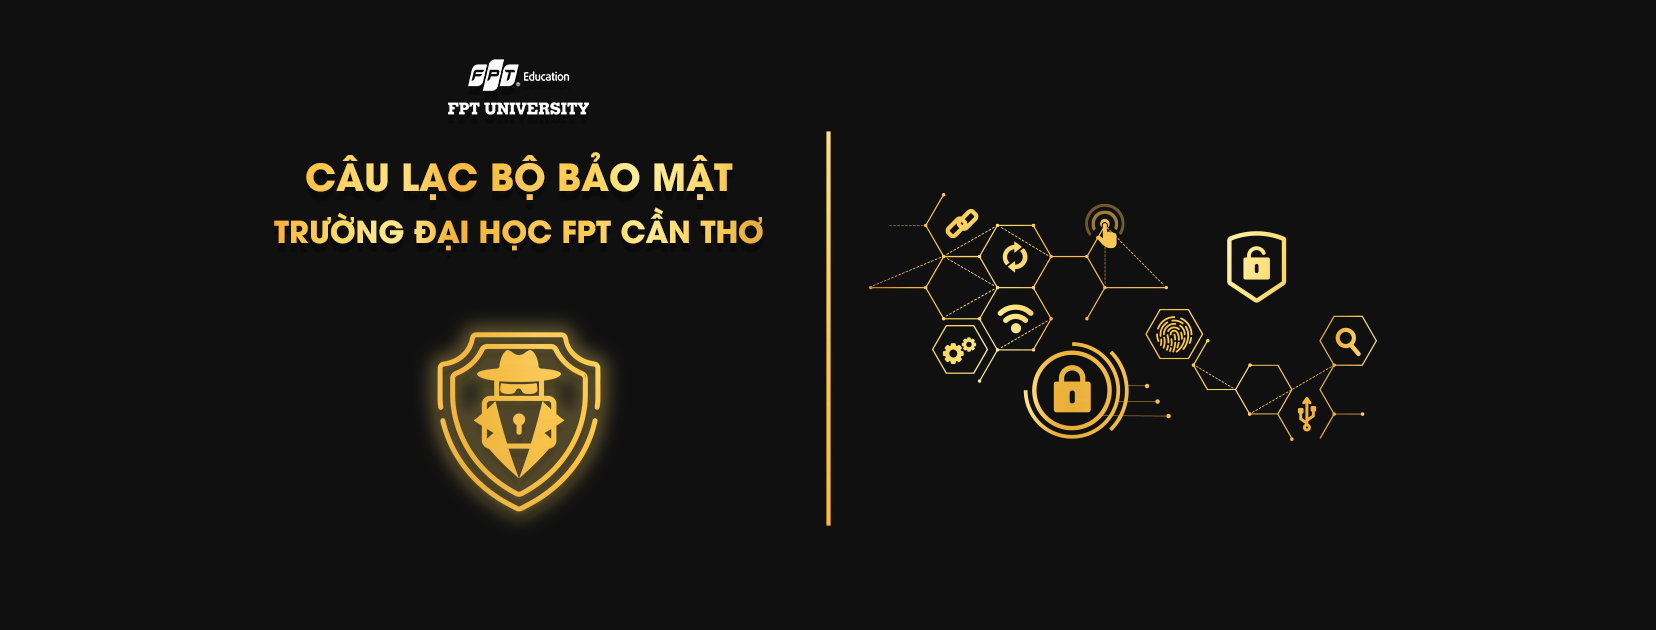 FPT Education
FPT UNIVERSITY
CÂU LẠC BỘ BẢO MẬT
TRƯỜNG ĐẠI HỌC FPT CẦN THƠ